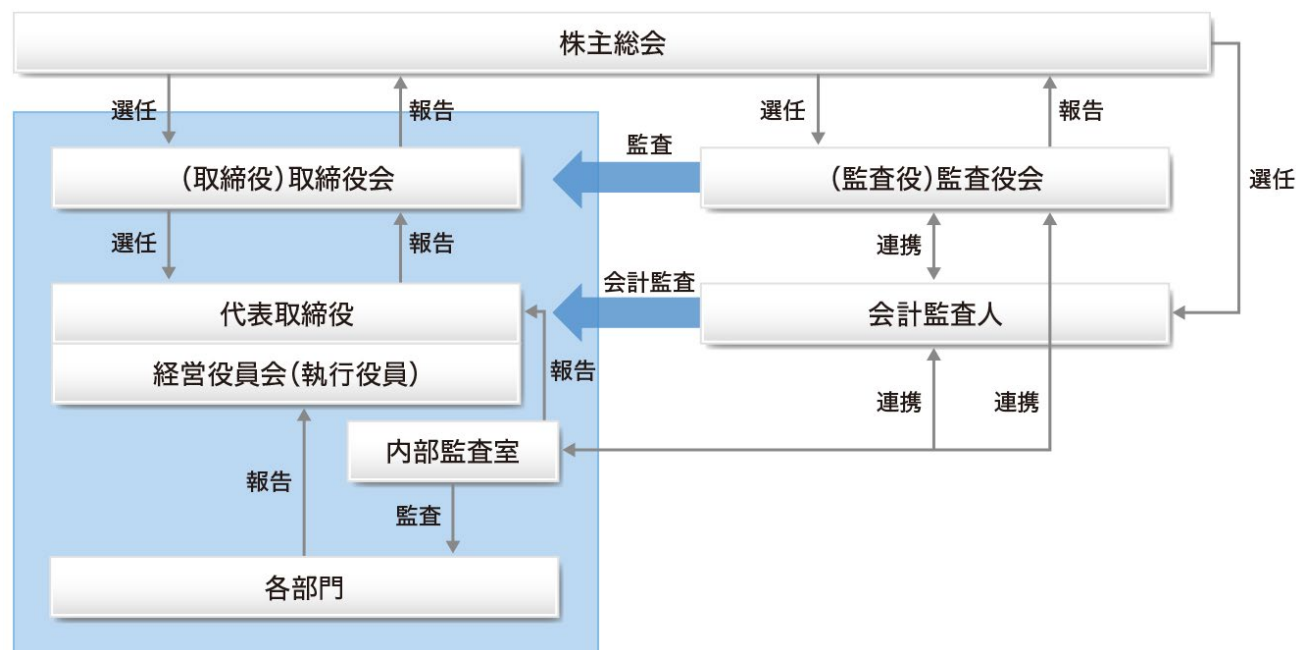 株主総会
選任
報告
選任
報告
選任
(取締役)取締役会
監査
(監査役)監査役会
選任
報告
連携
代表取締役
会計監査
会計監査人
経営役員会(執行役員)
報告
連携
連携
内部監査室
報告
監査
各部門